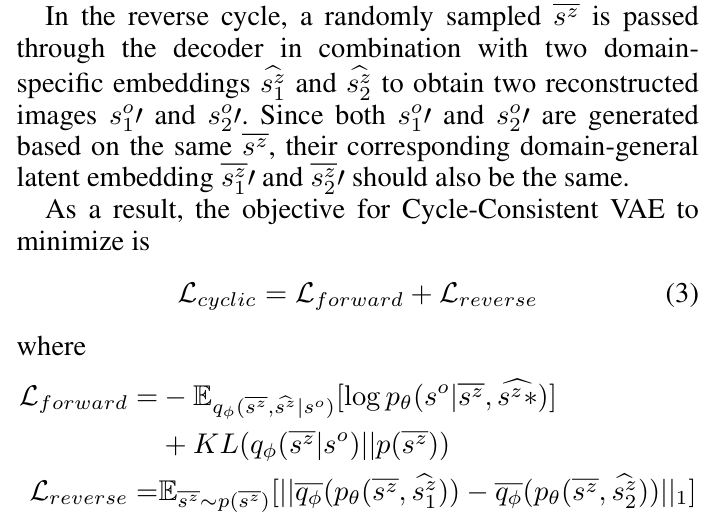 In the reverse cycle, a randomly sampled $\overline{s^z}$ is passed
through the decoder in combination with two domain-
specific embeddings $\widehat{s_1^z}$ and $\widehat{s_2^z}$ to obtain two reconstructed
images $s_1^o\prime$ and $s_2^o\prime$. Since both $s_1^o\prime$ and $s_2^o\prime$ are generated
based on the same $\overline{s^z}$, their corresponding domain-general
latent embedding $\overline{s_1^z}\prime$ and $\overline{s_2^z}\prime$ should also be the same.
As a result, the objective for Cycle-Consistent VAE to
minimize is
$\mathcal{L}_{cyclic} = \mathcal{L}_{forward} + \mathcal{L}_{reverse}$ (3)
where
$\mathcal{L}_{forward} = - \mathbb{E}_{q_\phi(\overline{s^z}, \widehat{s^z} | s^o)}[\log p_\theta(s^o | \overline{s^z}, \widehat{s^z*})]$
$+ KL(q_\phi(\overline{s^z} | s^o) || p(\overline{s^z}))$
$\mathcal{L}_{reverse} = \mathbb{E}_{\overline{s^z} \sim p(\overline{s^z})}[||\overline{q_\phi}(p_\theta(\overline{s^z}, \widehat{s_1^z})) - \overline{q_\phi}(p_\theta(\overline{s^z}, \widehat{s_2^z}))||_1]$